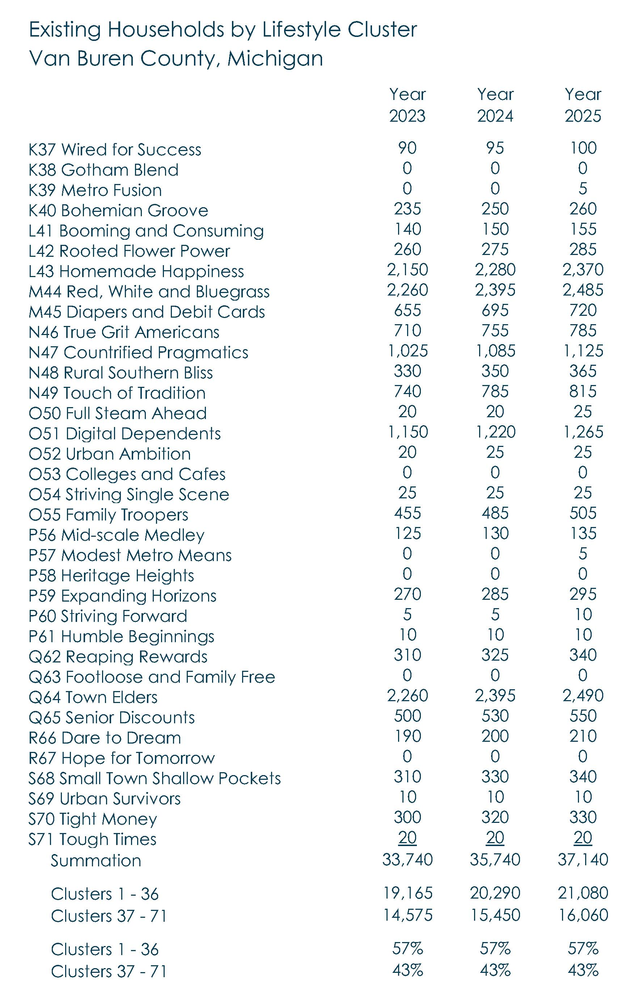 Existing Households by Lifestyle Cluster
Van Buren County, Michigan
Year Year Year
2023 2024 2025
K37 Wired for Success 90 95 100
K38 Gotham Blend 0 0 0
K39 Metro Fusion 0 0 5
K40 Bohemian Groove 235 250 260
L41 Booming and Consuming 140 150 155
L42 Rooted Flower Power 260 275 285
L43 Homemade Happiness 2,150 2,280 2,370
M44 Red, White and Bluegrass 2,260 2,395 2,485
M45 Diapers and Debit Cards 655 695 720
N46 True Grit Americans 710 755 785
N47 Countrified Pragmatics 1,025 1,085 1,125
N48 Rural Southern Bliss 330 350 365
N49 Touch of Tradition 740 785 815
O50 Full Steam Ahead 20 20 25
O51 Digital Dependents 1,150 1,220 1,265
O52 Urban Ambition 20 25 25
O53 Colleges and Cafes 0 0 0
O54 Striving Single Scene 25 25 25
O55 Family Troopers 455 485 505
P56 Mid-scale Medley 125 130 135
P57 Modest Metro Means 0 0 5
P58 Heritage Heights 0 0 0
P59 Expanding Horizons 270 285 295
P60 Striving Forward 5 5 10
P61 Humble Beginnings 10 10 10
Q62 Reaping Rewards 310 325 340
Q63 Footloose and Family Free 0 0 0
Q64 Town Elders 2,260 2,395 2,490
Q65 Senior Discounts 500 530 550
R66 Dare to Dream 190 200 210
R67 Hope for Tomorrow 0 0 0
S68 Small Town Shallow Pockets 310 330 340
S69 Urban Survivors 10 10 10
S70 Tight Money 300 320 330
S71 Tough Times 20 20 20
Summation 33,740 35,740 37,140
Clusters 1 - 36 19,165 20,290 21,080
Clusters 37 - 71 14,575 15,450 16,060
Clusters 1 - 36 57% 57% 57%
Clusters 37 - 71 43% 43% 43%